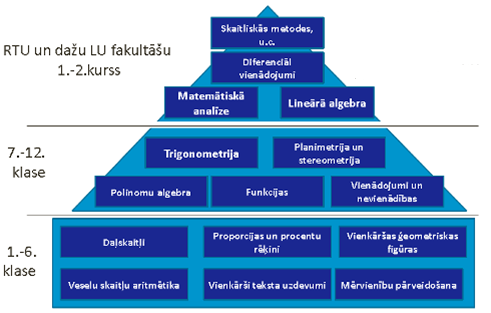 Skaitliskās metodes,
u.c.
RTU un dažu LU fakultāšu
1.-2.kurss
Diferenciāl
vienādojumi
Matemātiskā
analīze
Lineārā algebra
7.-12.
klase
Trigonometrija
Planimetrija un
stereometrija
Polinomu algebra
Funkcijas
Vienādojumi un
nevienādības
1.-6.
klase
Daļskaitļi
Proporcijas un procentu
rēķini
Vienkāršas ģeometriskas
figūras
Veselu skaitļu aritmētika
Vienkārši teksta uzdevumi
Mērvienību pārveidošana